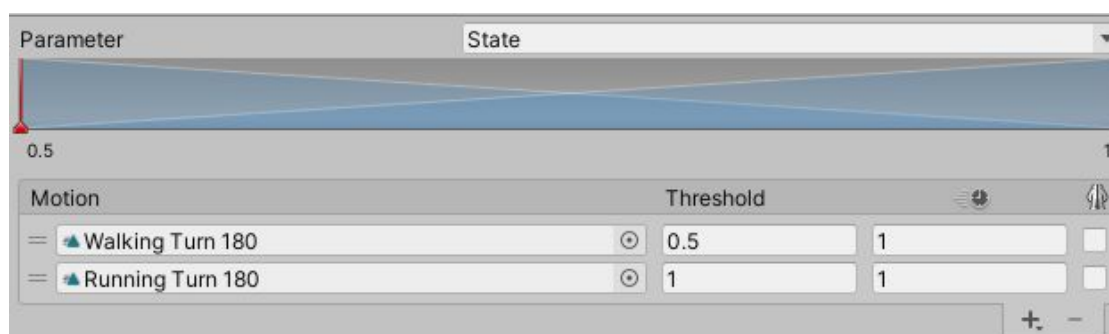 Parameter State
0.5 1
Motion Threshold
Walking Turn 180 0.5 1
Running Turn 180 1 1